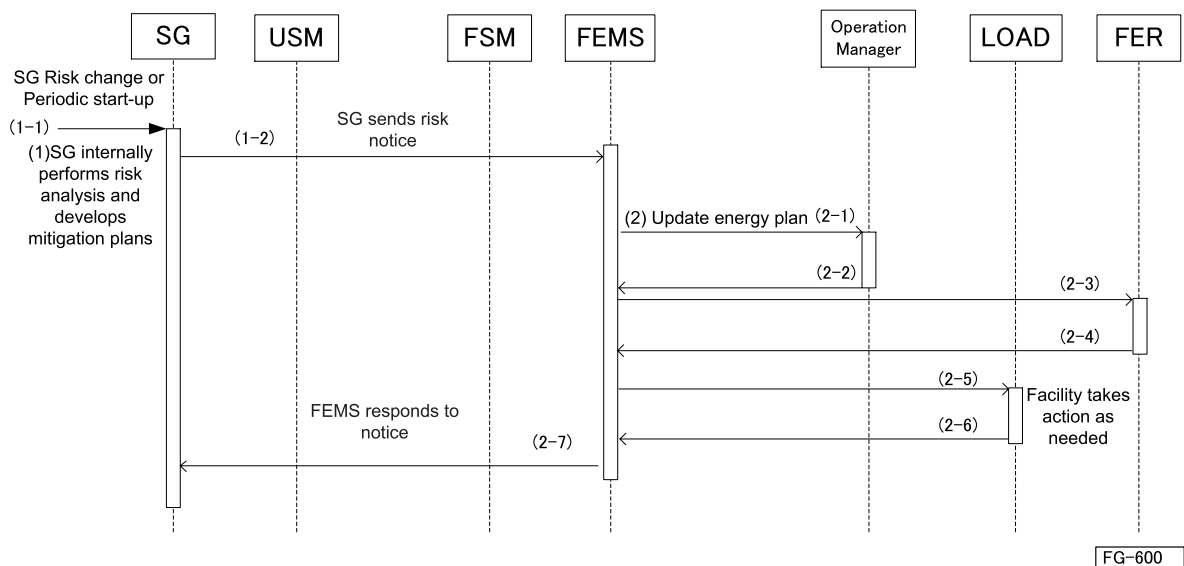 SG
USM
FSM
FEMS
Operation
Manager
LOAD
FER
SG Risk change or
Periodic start-up
(1-1)
(1)SG internally
performs risk
analysis and
develops
mitigation plans
(1-2)
SG sends risk
notice
(2) Update energy plan (2-1)
(2-2)
(2-3)
(2-4)
(2-5)
Facility takes
action as
needed
(2-6)
FEMS responds to
notice
(2-7)
FG-600